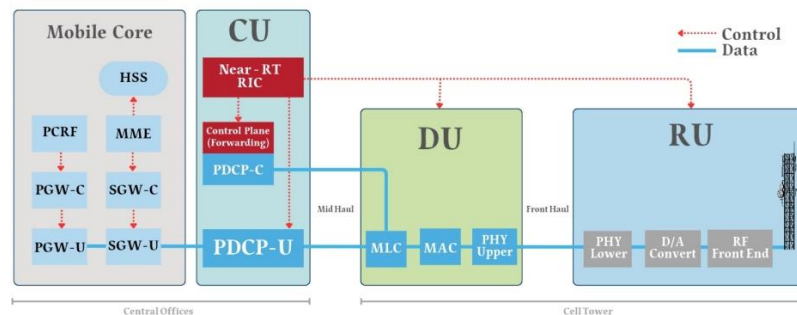 Mobile Core
CU
Control
Data
HSS
Near - RT
RIC
PCRF
MME
Control Plane
(Forwarding)
DU
RU
PDCP-C
PGW-C
SGW-C
Mid Haul
Front Haul
PGW-U
SGW-U
PDCP-U
MLC
MAC
PHY
Upper
PHY
Lower
D/A
Convert
RF
Front End
Central Offices
Cell Tower